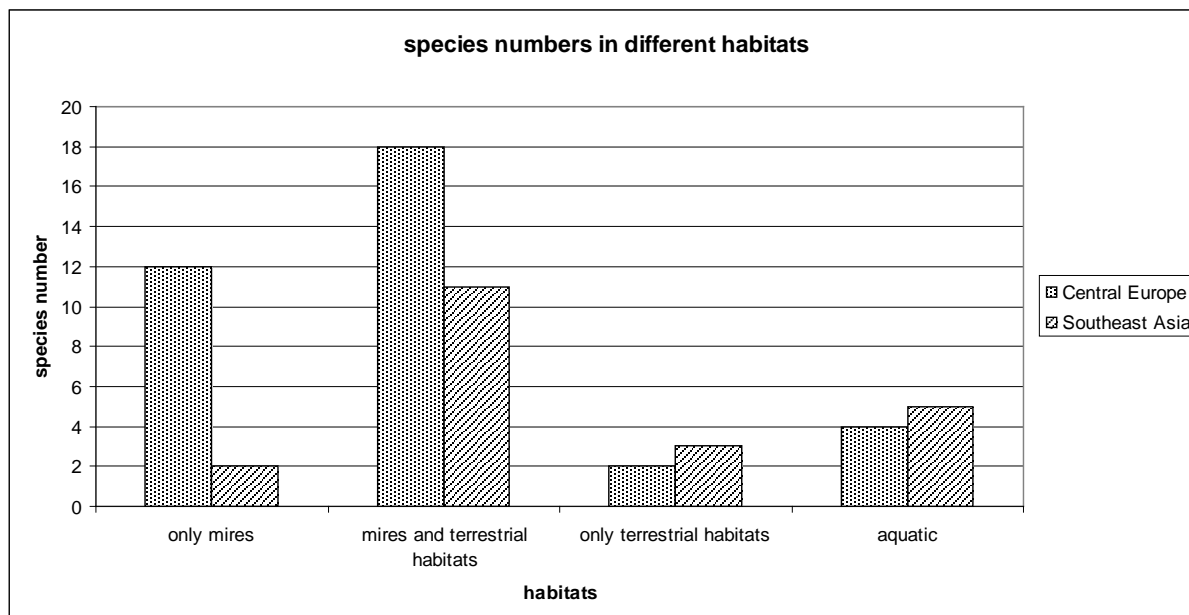 species numbers in different habitats
20
18
16
14
12
10
8
6
4
2
0
species number
only mires
mires and terrestrial
habitats
only terrestrial habitats
aquatic
habitats
Central Europe
Southeast Asia